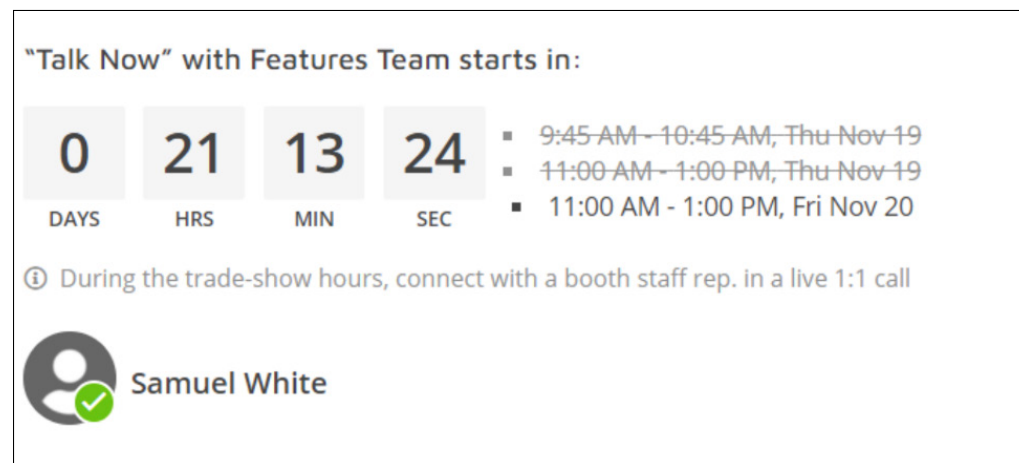 “Talk Now” with Features Team starts in:
0 21 13 24
DAYS HRS MIN SEC
9:45 AM - 10:45 AM, Thu Nov 19
11:00 AM - 1:00 PM, Thu Nov 19
11:00 AM - 1:00 PM, Fri Nov 20
During the trade-show hours, connect with a booth staff rep. in a live 1:1 call
Samuel White